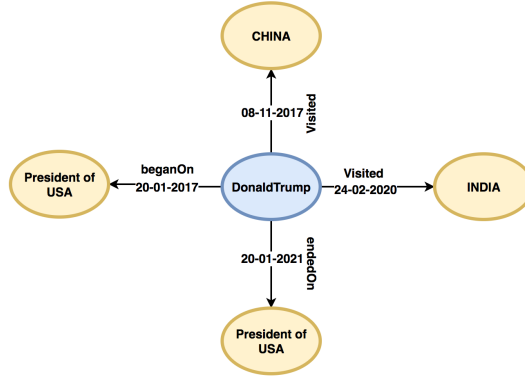 CHINA
08-11-2017
Visited
beganOn
20-01-2017
President of
USA
DonaldTrump
Visited
24-02-2020
INDIA
20-01-2021
endedOn
President of
USA